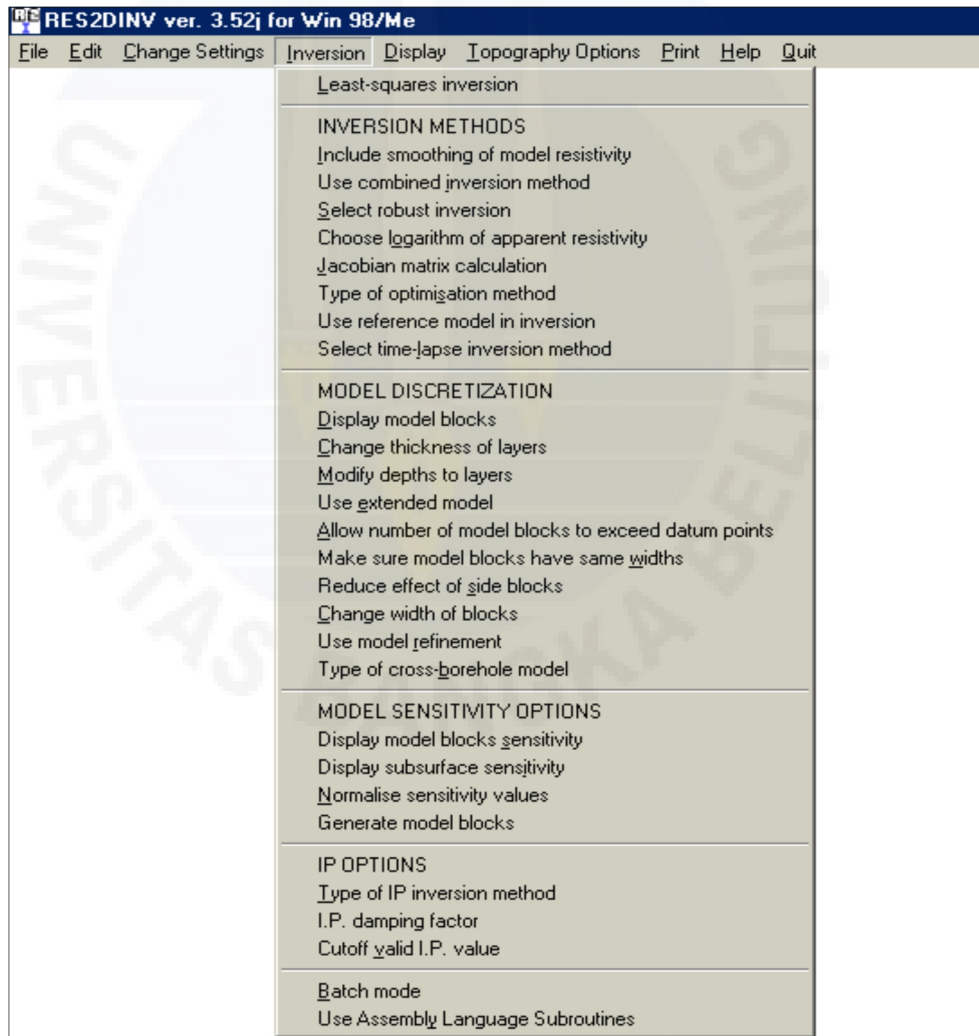 RES2DINV ver. 3.52j for Win 98/Me
File Edit Change Settings Inversion Display Topography Options Print Help Quit
Least-squares inversion
INVERSION METHODS
Include smoothing of model resistivity
Use combined inversion method
Select robust inversion
Choose logarithm of apparent resistivity
Jacobian matrix calculation
Type of optimisation method
Use reference model in inversion
Select time-lapse inversion method
MODEL DISCRETIZATION
Display model blocks
Change thickness of layers
Modify depths to layers
Use extended model
Allow number of model blocks to exceed datum points
Make sure model blocks have same widths
Reduce effect of side blocks
Change width of blocks
Use model refinement
Type of cross-borehole model
MODEL SENSITIVITY OPTIONS
Display model blocks sensitivity
Display subsurface sensitivity
Normalise sensitivity values
Generate model blocks
IP OPTIONS
Type of IP inversion method
I.P. damping factor
Cutoff valid I.P. value
Batch mode
Use Assembly Language Subroutines
UNIVERSITAS BANGKA BELITUNG